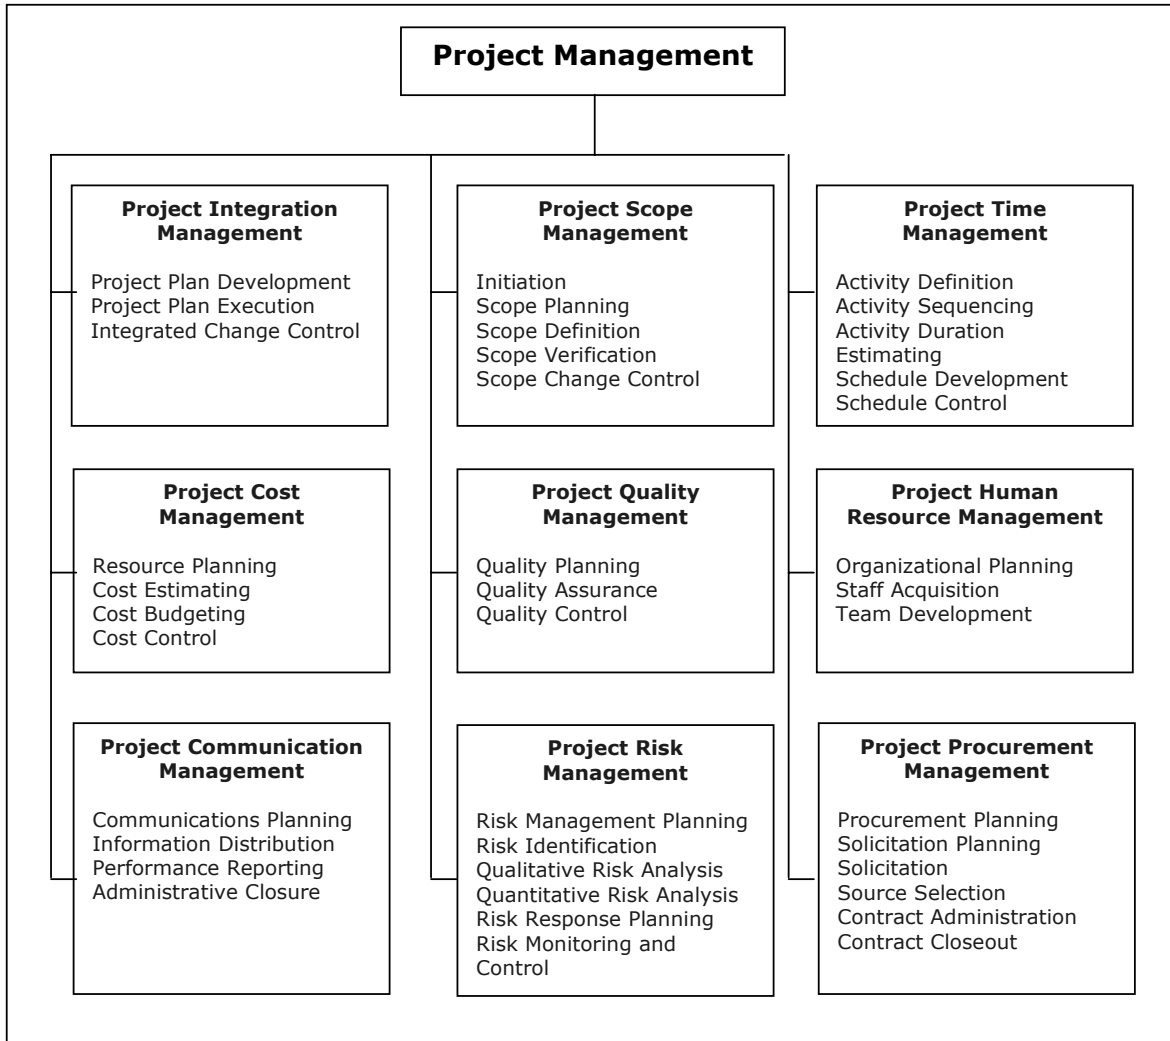 Project Management
Project Integration
Management
Project Plan Development
Project Plan Execution
Integrated Change Control
Project Scope
Management
Initiation
Scope Planning
Scope Definition
Scope Verification
Scope Change Control
Project Time
Management
Activity Definition
Activity Sequencing
Activity Duration
Estimating
Schedule Development
Schedule Control
Project Cost
Management
Resource Planning
Cost Estimating
Cost Budgeting
Cost Control
Project Quality
Management
Quality Planning
Quality Assurance
Quality Control
Project Human
Resource Management
Organizational Planning
Staff Acquisition
Team Development
Project Communication
Management
Communications Planning
Information Distribution
Performance Reporting
Administrative Closure
Project Risk
Management
Risk Management Planning
Risk Identification
Qualitative Risk Analysis
Quantitative Risk Analysis
Risk Response Planning
Risk Monitoring and
Control
Project Procurement
Management
Procurement Planning
Solicitation Planning
Solicitation
Source Selection
Contract Administration
Contract Closeout